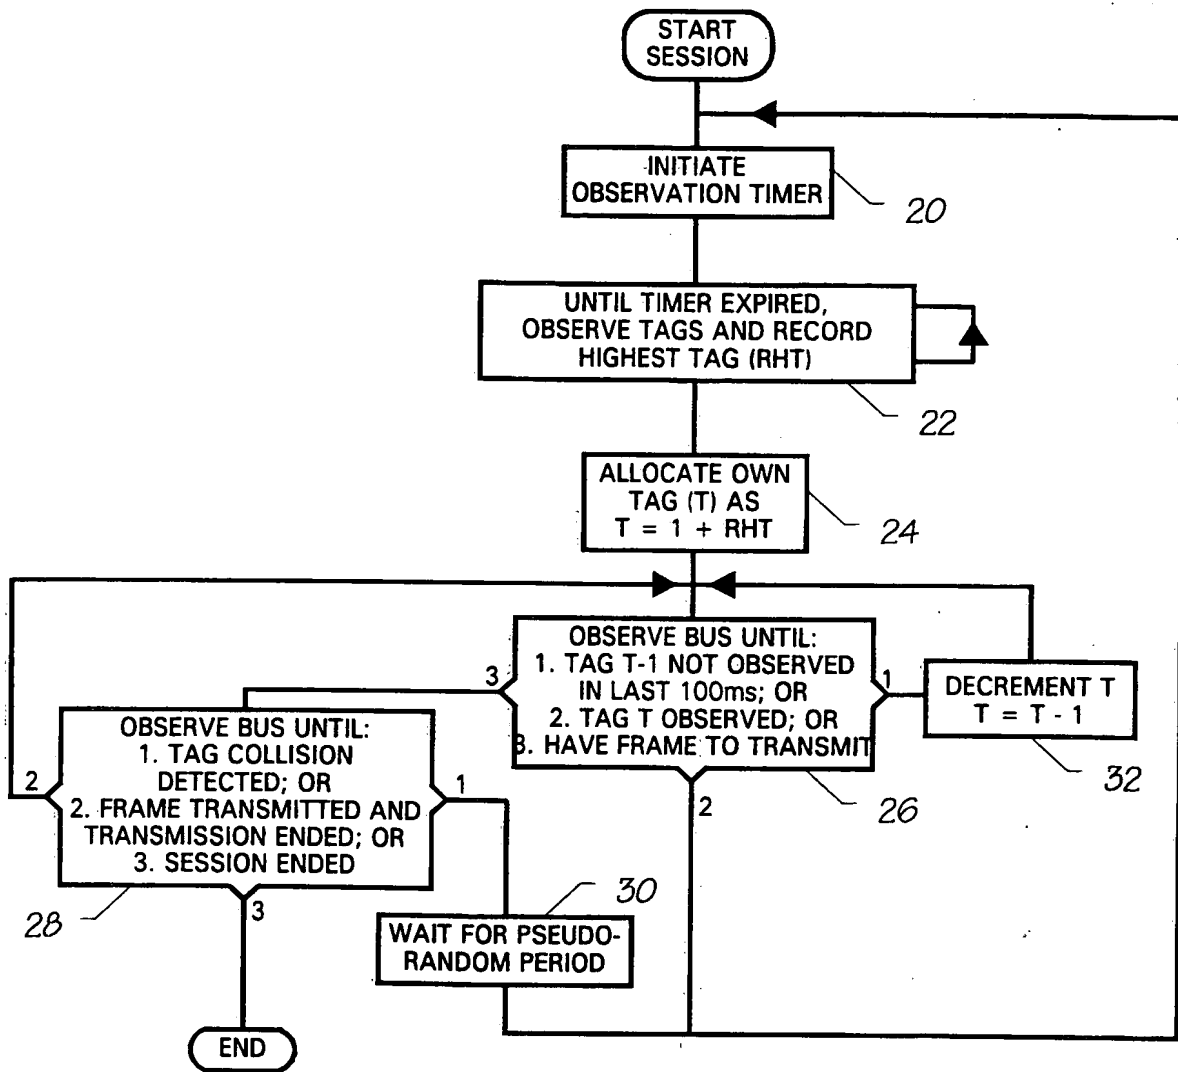 START
SESSION
INITIATE
OBSERVATION TIMER
20
UNTIL TIMER EXPIRED,
OBSERVE TAGS AND RECORD
HIGHEST TAG (RHT)
22
ALLOCATE OWN
TAG (T) AS
T = 1 + RHT
24
OBSERVE BUS UNTIL:
1. TAG T-1 NOT OBSERVED
IN LAST 100ms; OR
2. TAG T OBSERVED; OR
3. HAVE FRAME TO TRANSMIT
3
1
2
26
DECREMENT T
T = T - 1
32
OBSERVE BUS UNTIL:
1. TAG COLLISION
DETECTED; OR
2. FRAME TRANSMITTED AND
TRANSMISSION ENDED; OR
3. SESSION ENDED
2
1
3
28
30
WAIT FOR PSEUDO-
RANDOM PERIOD
END